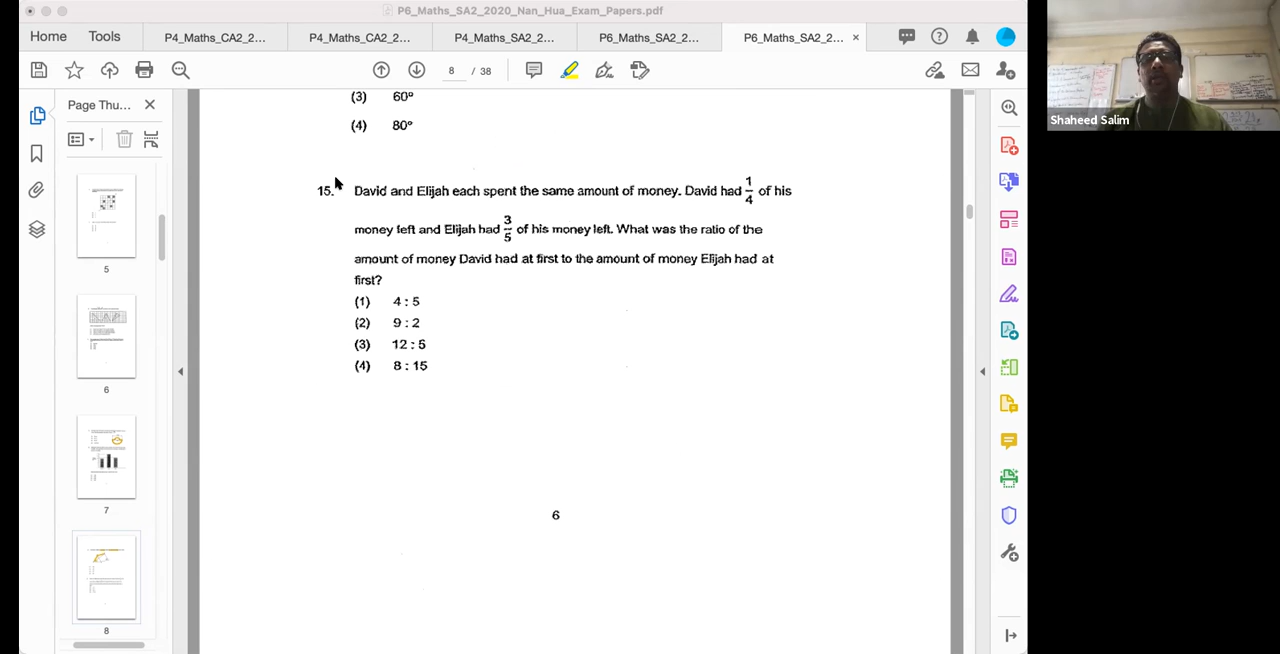 P6_Maths_SA2_2020_Nan_Hua_Exam_Papers.pdf
Home Tools P4_Maths_CA2_2... P4_Maths_CA2_2... P4_Maths_SA2_2... P6_Maths_SA2_2... P6_Maths_SA2_2... ×
8 / 38
Page Thu...
5
6
7
8
(3) 60°
(4) 80°
15. David and Elijah each spent the same amount of money. David had 1/4 of his
money left and Elijah had 3/5 of his money left. What was the ratio of the
amount of money David had at first to the amount of money Elijah had at
first?
(1) 4 : 5
(2) 9 : 2
(3) 12 : 5
(4) 8 : 15
6
Shaheed Salim